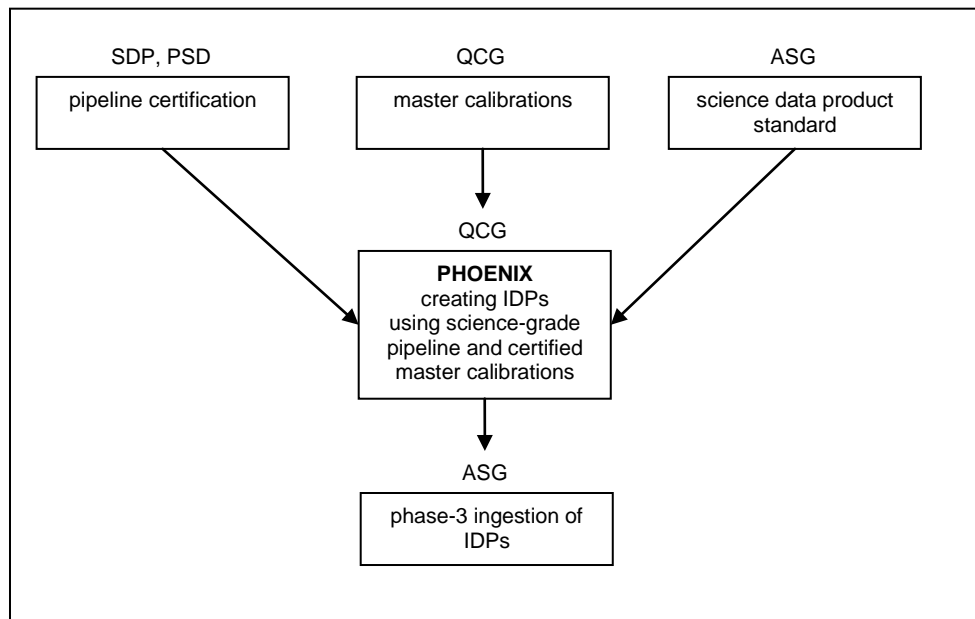 SDP, PSD
pipeline certification
QCG
master calibrations
ASG
science data product
standard
QCG
PHOENIX
creating IDPs
using science-grade
pipeline and certified
master calibrations
ASG
phase-3 ingestion of
IDPs